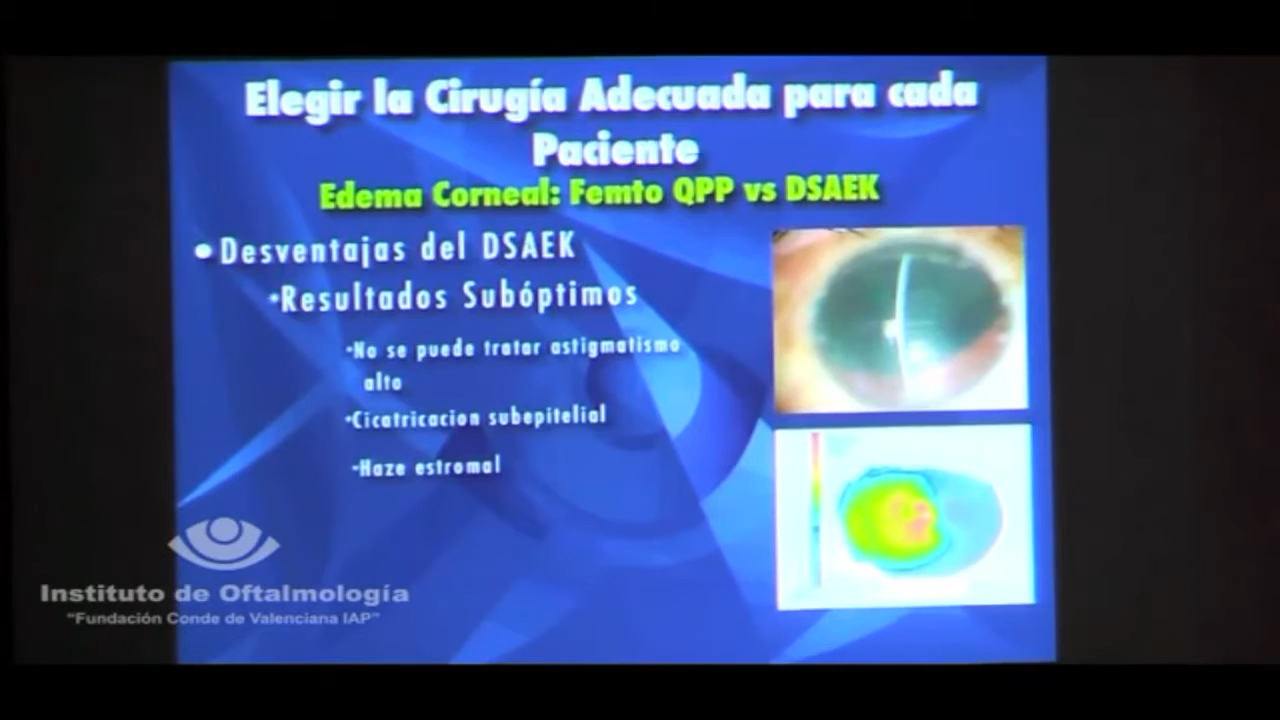 Elegir la Cirugía Adecuada para cada
Paciente
Edema Corneal: Femto QPP vs DSAEK
•Desventajas del DSAEK
•Resultados Subóptimos
•No se puede tratar astigmatismo
alto
•Cicatricacion subepitelial
•Haze estromal
Instituto de Oftalmología
"Fundación Conde de Valenciana IAP"